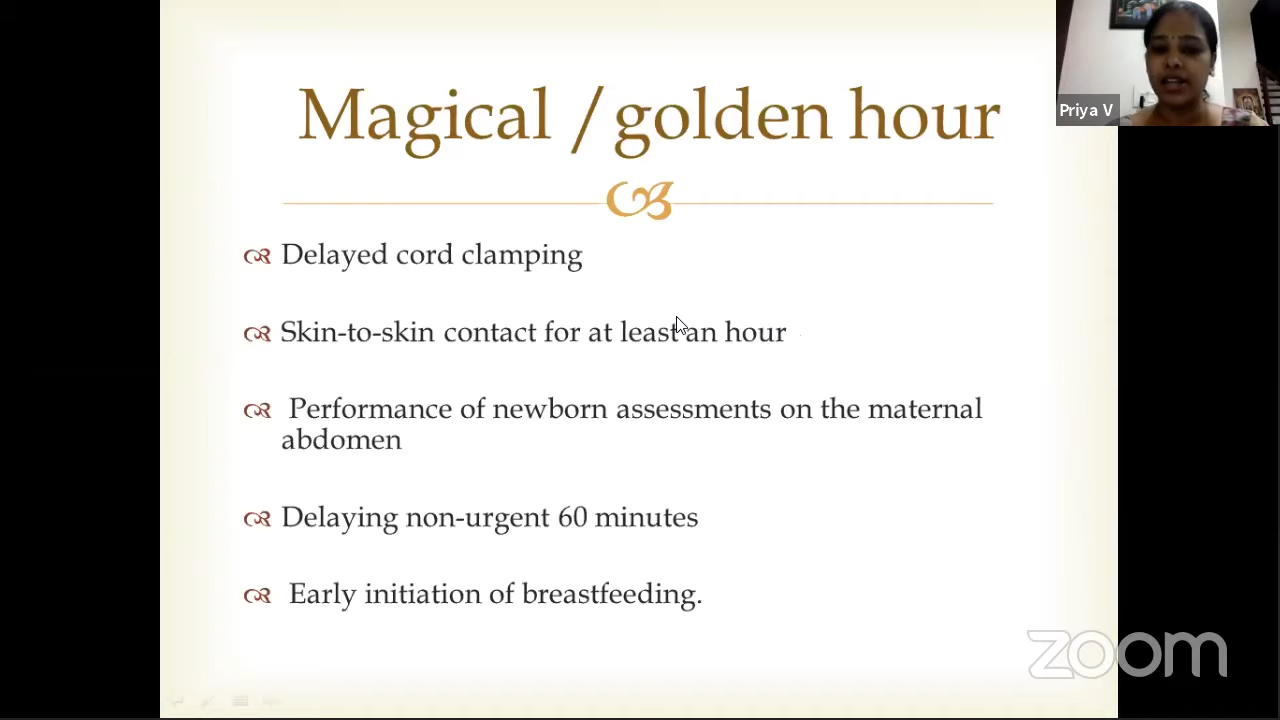 Magical / golden hour
Priya V
Delayed cord clamping
Skin-to-skin contact for at least an hour
Performance of newborn assessments on the maternal
abdomen
Delaying non-urgent 60 minutes
Early initiation of breastfeeding.
zoom